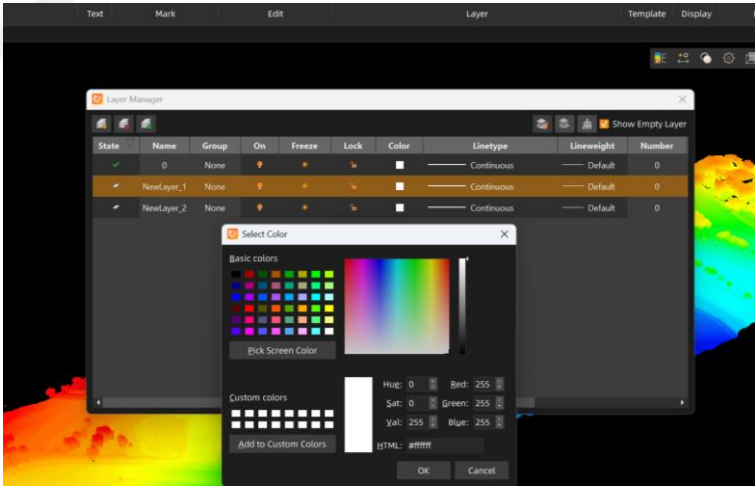 Text Mark Edit Layer Template Display
Layer Manager
Show Empty Layer
State Name Group On Freeze Lock Color Linetype Lineweight Number
0 None Continuous Default 0
NewLayer_1 None Continuous Default 0
NewLayer_2 None Continuous Default 0
Select Color
Basic colors
Pick Screen Color
Hue: 0 Red: 255
Custom colors
Sat: 0 Green: 255
Val: 255 Blue: 255
Add to Custom Colors
HTML: #ffffff
OK Cancel